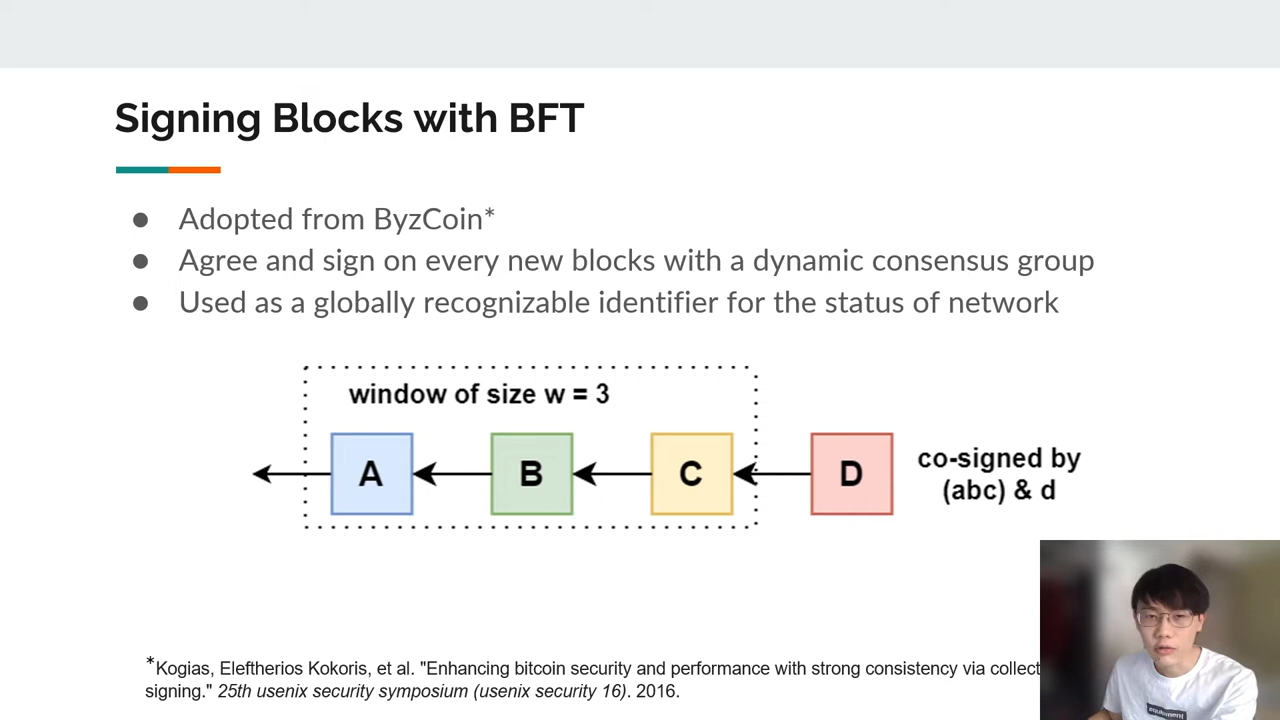 Signing Blocks with BFT
● Adopted from ByzCoin*
● Agree and sign on every new blocks with a dynamic consensus group
● Used as a globally recognizable identifier for the status of network
window of size w = 3
A B C D
co-signed by
(abc) & d
*Kogias, Eleftherios Kokoris, et al. "Enhancing bitcoin security and performance with strong consistency via collect
signing." 25th usenix security symposium (usenix security 16). 2016.